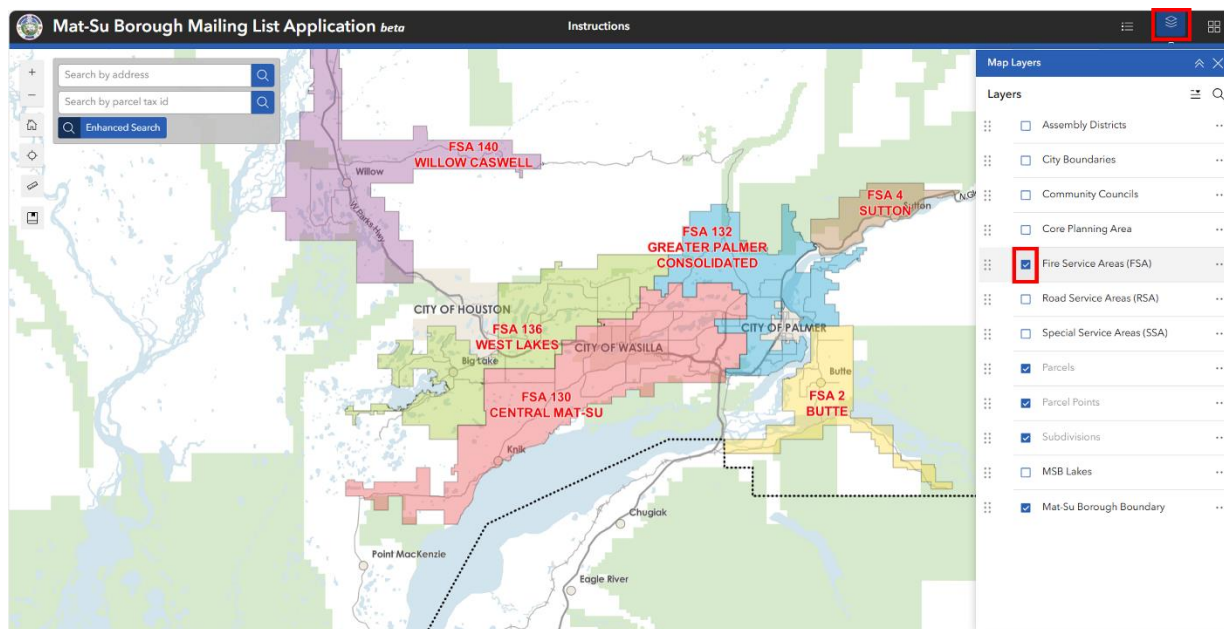 Mat-Su Borough Mailing List Application beta
Instructions
Search by address
Search by parcel tax id
Enhanced Search
FSA 140
WILLOW CASWELL
Willow
W. Parks Hwy
FSA 4
SUTTON
Sutton
FSA 132
GREATER PALMER
CONSOLIDATED
CITY OF HOUSTON
FSA 136
WEST LAKES
CITY OF WASILLA
CITY OF PALMER
Big Lake
Butte
FSA 130
CENTRAL MAT-SU
FSA 2
BUTTE
Knik
Chugiak
Point MacKenzie
Eagle River
Map Layers
Layers
Assembly Districts
City Boundaries
Community Councils
Core Planning Area
Fire Service Areas (FSA)
Road Service Areas (RSA)
Special Service Areas (SSA)
Parcels
Parcel Points
Subdivisions
MSB Lakes
Mat-Su Borough Boundary